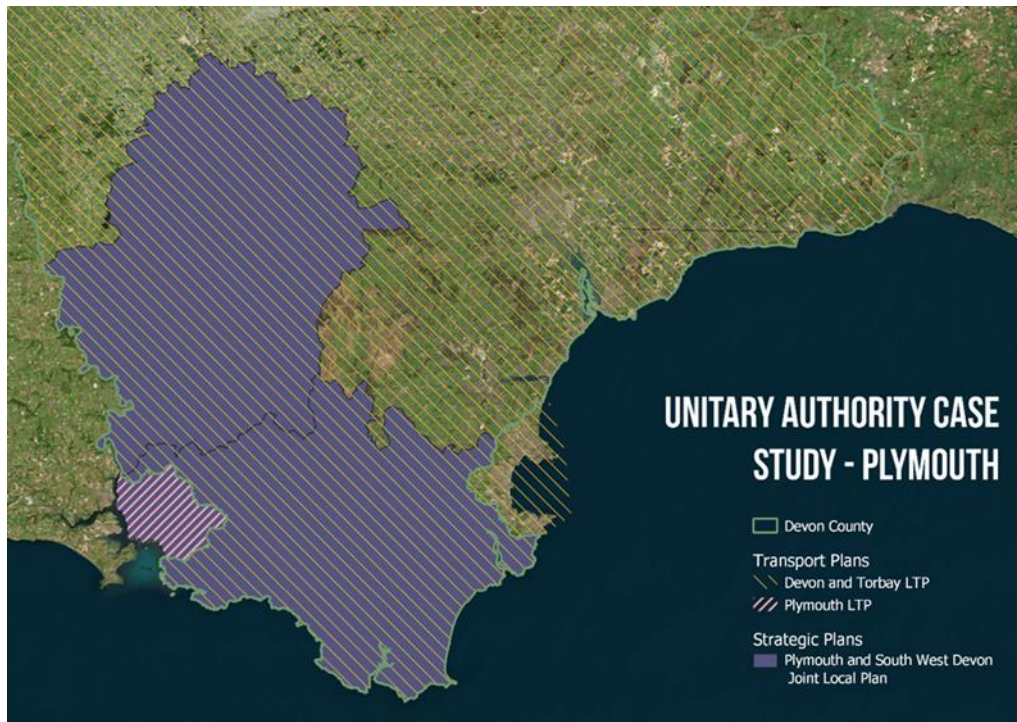 UNITARY AUTHORITY CASE
STUDY - PLYMOUTH
Devon County
Transport Plans
Devon and Torbay LTP
Plymouth LTP
Strategic Plans
Plymouth and South West Devon
Joint Local Plan